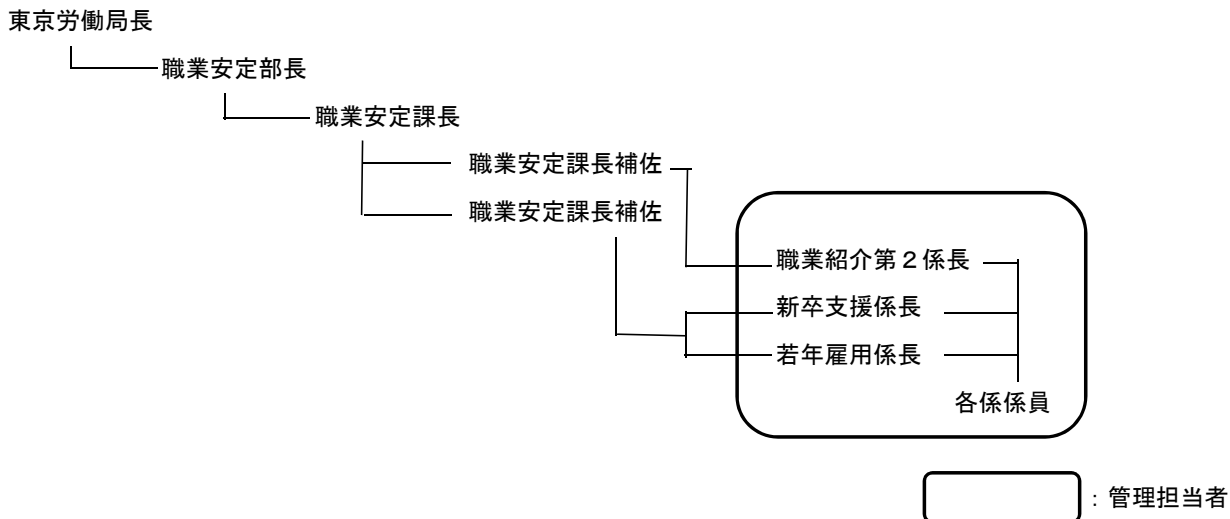 東京労働局長
職業安定部長
職業安定課長
職業安定課長補佐
職業安定課長補佐
職業紹介第２係長
新卒支援係長
若年雇用係長
各係係員
：管理担当者